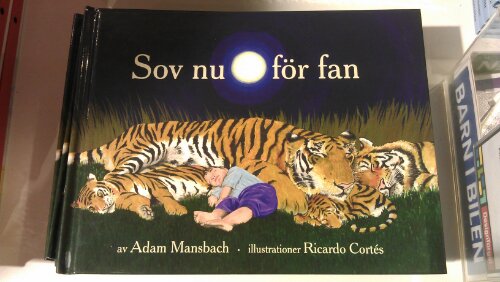 Sov nu för fan
av Adam Mansbach · illustrationer Ricardo Cortés
BARN I BILEN